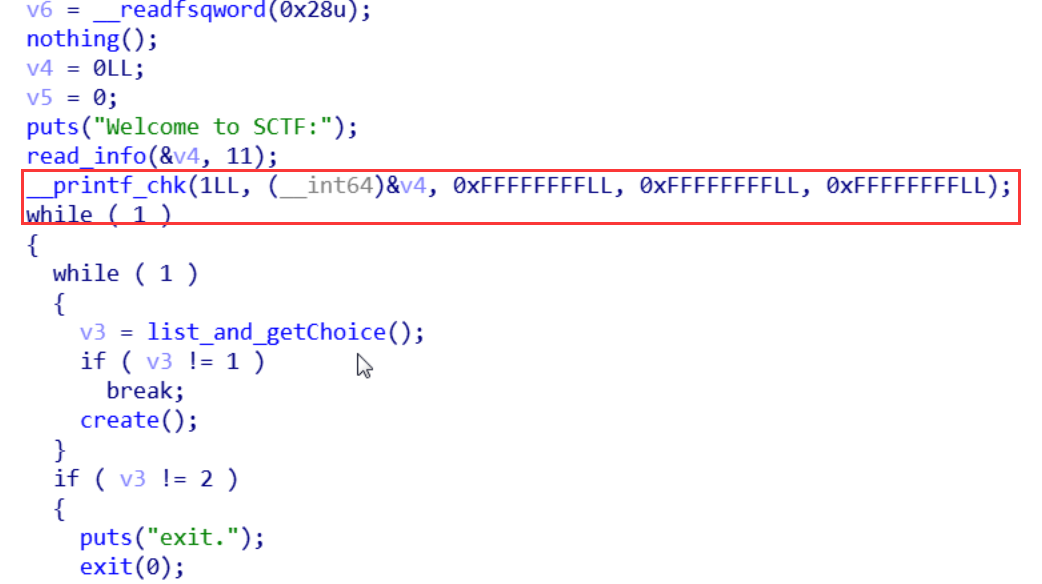 v6 = __readfsqword(0x28u);
nothing();
v4 = 0LL;
v5 = 0;
puts("Welcome to SCTF:");
read_info(&v4, 11);
__printf_chk(1LL, (__int64)&v4, 0xFFFFFFFFLL, 0xFFFFFFFFLL, 0xFFFFFFFFLL);
while ( 1 )
{
while ( 1 )
{
v3 = list_and_getChoice();
if ( v3 != 1 )
break;
create();
}
if ( v3 != 2 )
{
puts("exit.");
exit(0);